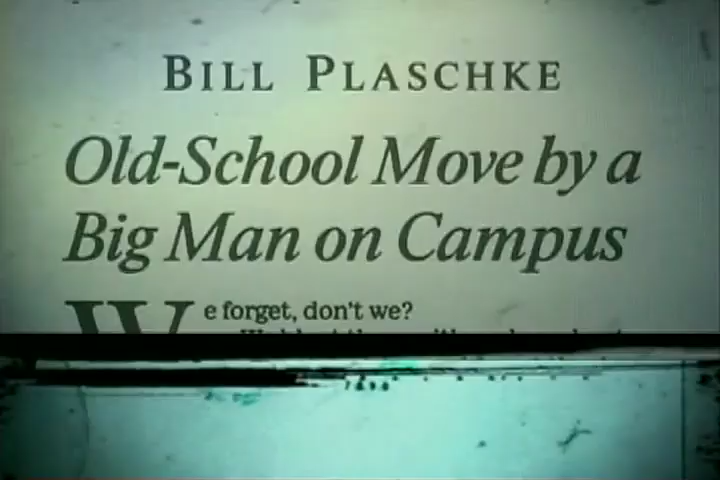 BILL PLASCHKE
Old-School Move by a
Big Man on Campus
We forget, don't we?